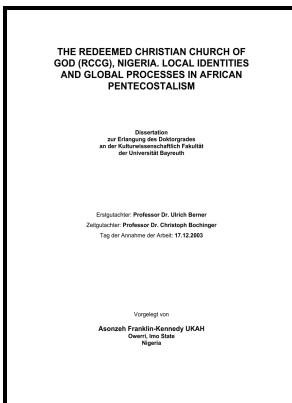 THE REDEEMED CHRISTIAN CHURCH OF
GOD (RCCG), NIGERIA. LOCAL IDENTITIES
AND GLOBAL PROCESSES IN AFRICAN
PENTECOSTALISM
Dissertation
zur Erlangung des Doktorgrades
an der Kulturwissenschaftlich Fakultät
der Universität Bayreuth
Erstgutachter: Professor Dr. Ulrich Berner
Zeitgutachter: Professor Dr. Christoph Bochinger
Tag der Annahme der Arbeit: 17.12.2003
Vorgelegt von
Asonzeh Franklin-Kennedy UKAH
Owerri, Imo State
Nigeria